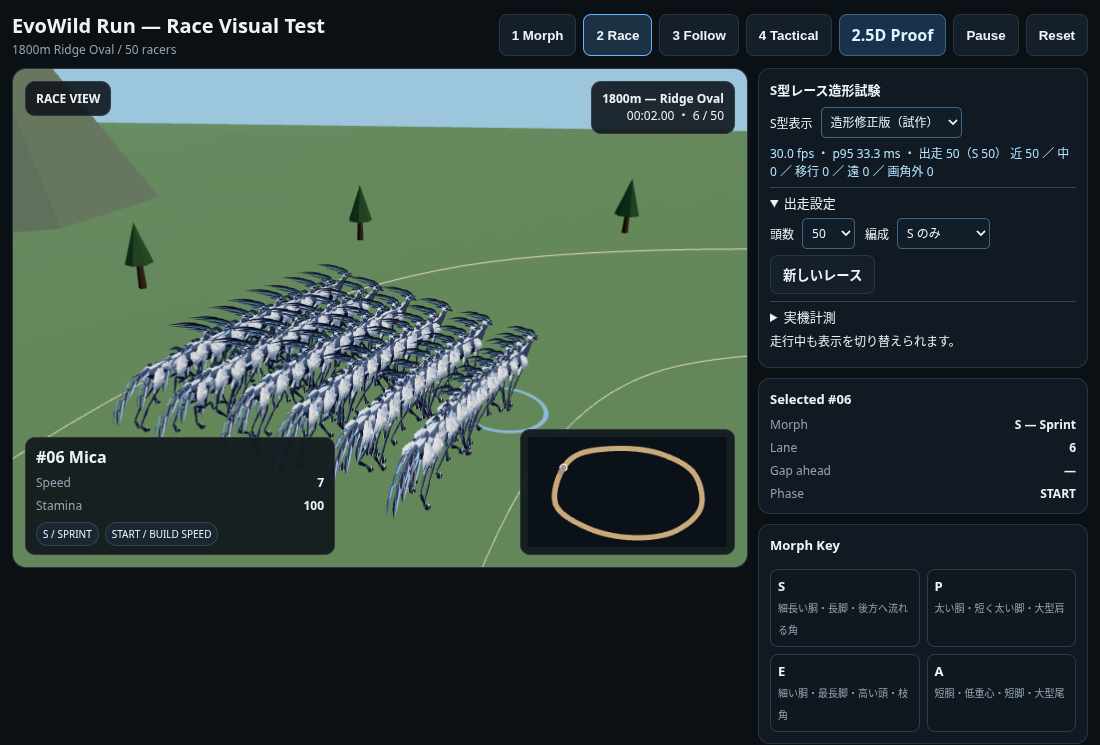 EvoWild Run — Race Visual Test
1800m Ridge Oval / 50 racers
1 Morph
2 Race
3 Follow
4 Tactical
2.5D Proof
Pause
Reset
RACE VIEW
1800m — Ridge Oval
00:02.00 ・ 6 / 50
#06 Mica
Speed 7
Stamina 100
S / SPRINT
START / BUILD SPEED
S型レース造形試験
S型表示 造形修正版（試作）
30.0 fps ・ p95 33.3 ms ・ 出走 50（S 50） 近 50 ／ 中
0 ／ 移行 0 ／ 遠 0 ／ 画角外 0
▼ 出走設定
頭数 50 編成 S のみ
新しいレース
▶ 実機計測
走行中も表示を切り替えられます。
Selected #06
Morph S — Sprint
Lane 6
Gap ahead —
Phase START
Morph Key
S
細長い胴・長脚・後方へ流れ
る角
P
太い胴・短く太い脚・大型肩
E
細い胴・最長脚・高い頭・枝
角
A
短胴・低重心・短脚・大型尾